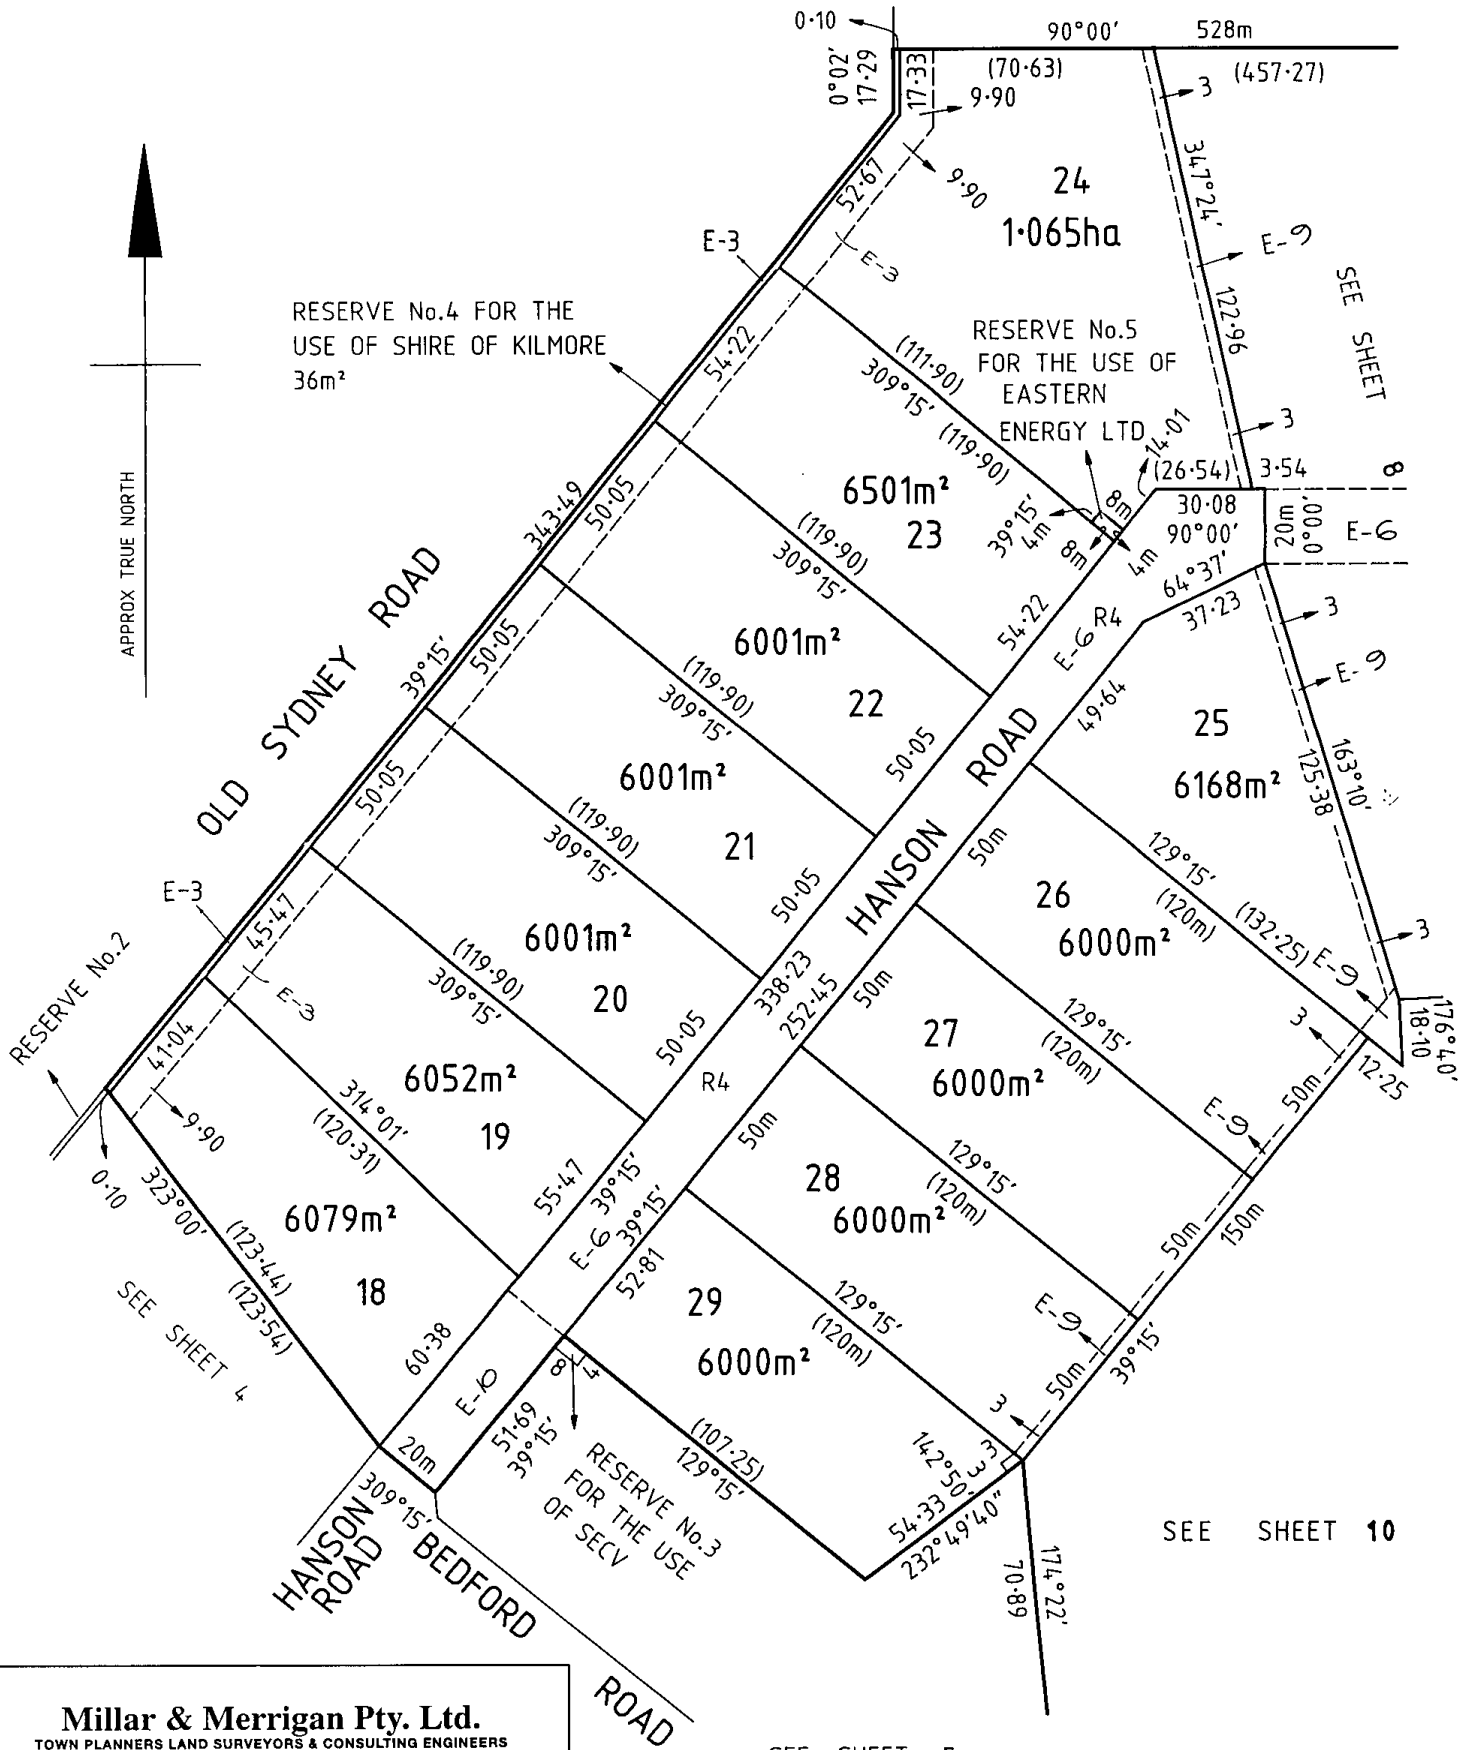 0·10
90°00'
528m
0°02'
17·29
17·33
(70·63)
(457·27)
9·90
3
52·67
9·90
24
1·065ha
347°24'
E-3
E-3
E-9
SEE SHEET
8
122·96
RESERVE No.4 FOR THE
USE OF SHIRE OF KILMORE
36m²
54·22
(111·90)
309°15'
(119·90)
RESERVE No.5
FOR THE USE OF
EASTERN
ENERGY LTD
14·01
3
(26·54)
3·54
30·08
90°00'
20m
0°00'
E-6
APPROX TRUE NORTH
343·49
50·05
6501m²
23
39°15'
4m
8m
8m
4m
(119·90)
309°15'
64°37'
37·23
3
OLD SYDNEY ROAD
39°15'
50·05
6001m²
22
54·22
E-6
R4
E-9
(119·90)
309°15'
49·64
25
6168m²
163°10'
125·38
50·05
6001m²
21
50·05
HANSON ROAD
50m
(119·90)
309°15'
129°15'
(120m)
(132·25)
3
E-3
45·47
6001m²
20
50·05
26
6000m²
E-9
RESERVE No.2
(119·90)
309°15'
338·23
252·45
50m
129°15'
(120m)
3
176°40'
18·10
12·25
E-3
41·04
6052m²
19
50·05
R4
27
6000m²
50m
E-9
9·90
0·10
314°01'
(120·31)
50m
129°15'
(120m)
323°00'
6079m²
18
55·47
39°15'
E-6
39°15'
28
6000m²
50m
150m
(123·44)
(123·54)
SEE SHEET 4
52·81
29
6000m²
129°15'
(120m)
E-9
39°15'
60·38
E-10
8
4
50m
3
20m
51·69
39°15'
(107·25)
129°15'
142°50'
3
3
309°15'
HANSON
ROAD
RESERVE No.3
FOR THE USE
OF SECV
54·33
232°49'40"
SEE SHEET 10
BEDFORD ROAD
174°22'
70·89
Millar & Merrigan Pty. Ltd.
TOWN PLANNERS LAND SURVEYORS & CONSULTING ENGINEERS
SEE SHEET